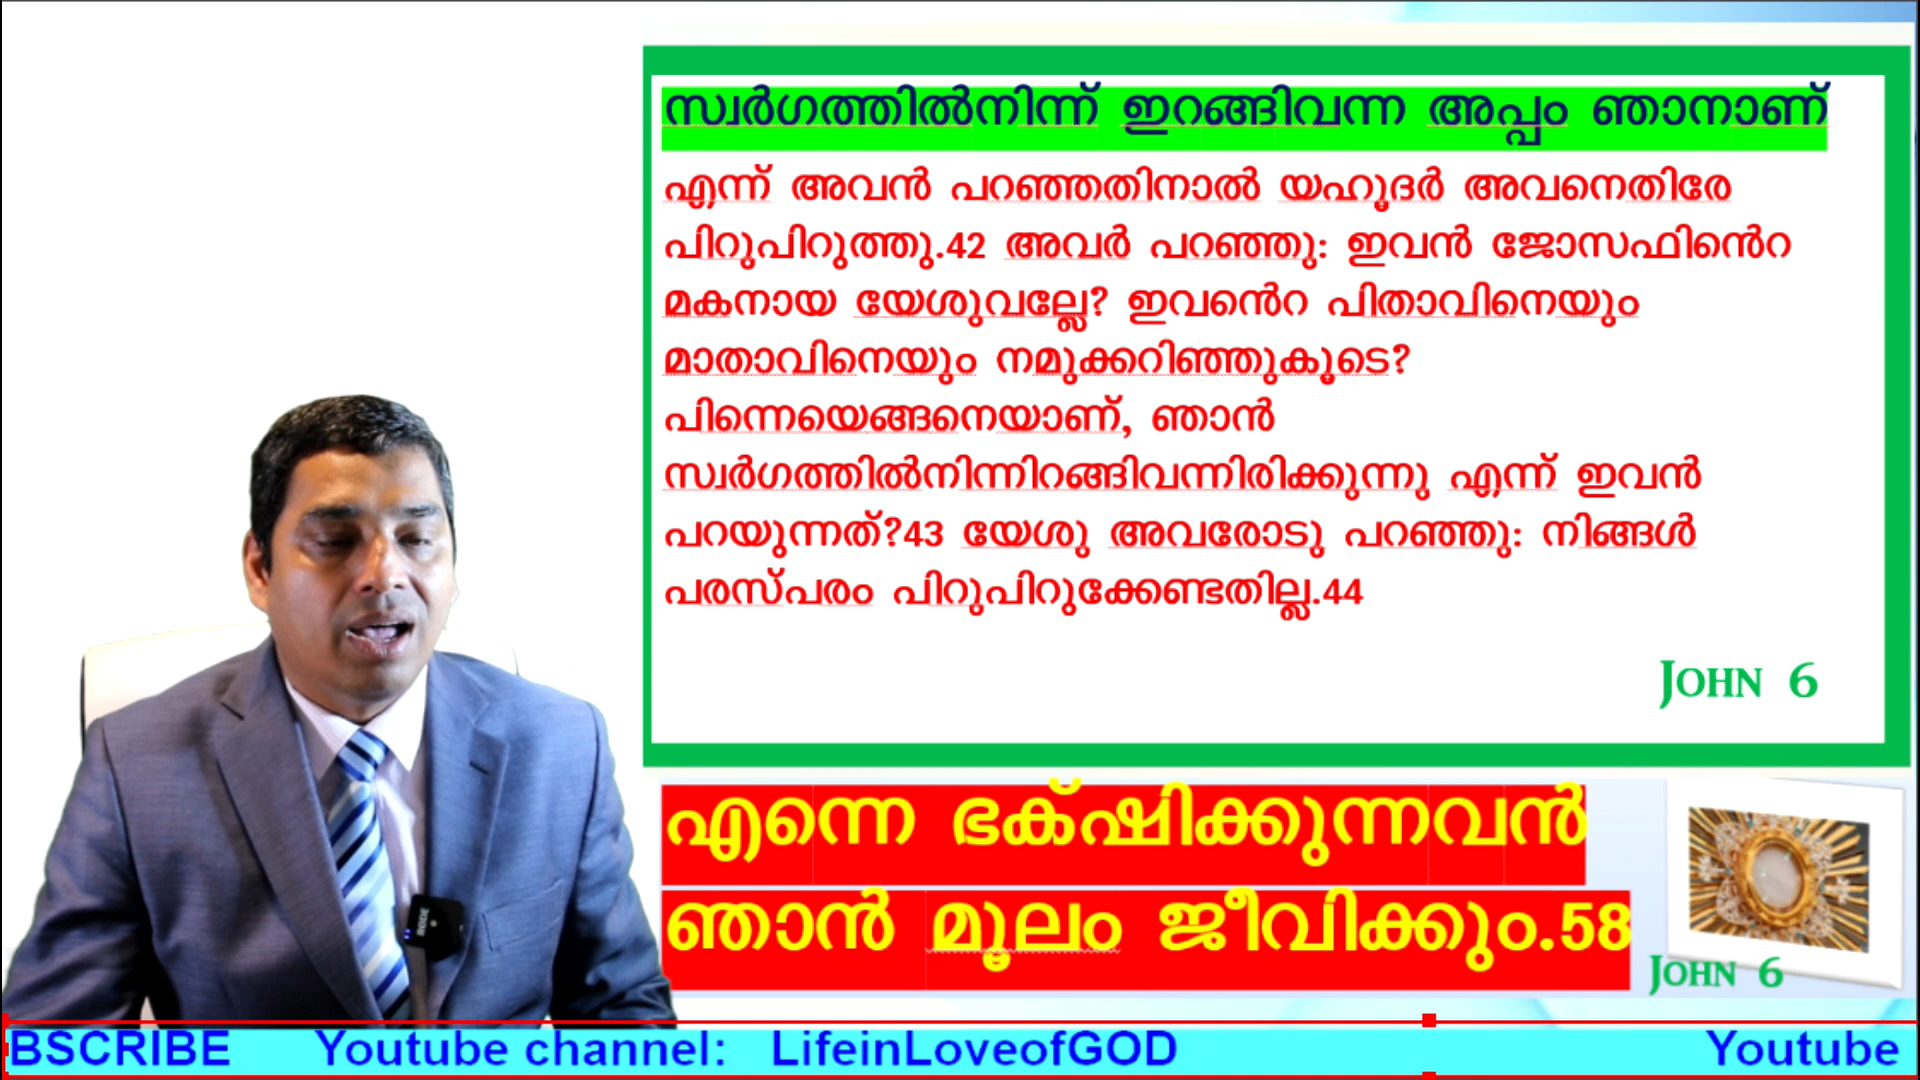 സ്വർഗത്തിൽനിന്ന് ഇറങ്ങിവന്ന അപ്പം ഞാനാണ്
എന്ന് അവൻ പറഞ്ഞതിനാൽ യഹൂദർ അവനെതിരേ
പിറുപിറുത്തു.42 അവർ പറഞ്ഞു: ഇവൻ ജോസഫിൻെറ
മകനായ യേശുവല്ലേ? ഇവൻെറ പിതാവിനെയും
മാതാവിനെയും നമുക്കറിഞ്ഞുകൂടെ?
പിന്നെയെങ്ങനെയാണ്, ഞാൻ
സ്വർഗത്തിൽനിന്നിറങ്ങിവന്നിരിക്കുന്നു എന്ന് ഇവൻ
പറയുന്നത്?43 യേശു അവരോടു പറഞ്ഞു: നിങ്ങൾ
പരസ്പരം പിറുപിറുക്കേണ്ടതില്ല.44
John 6
എന്നെ ഭക്‌ഷിക്കുന്നവൻ
ഞാൻ മൂലം ജീവിക്കും.58
John 6
RODE
BSCRIBE Youtube channel: LifeinLoveofGOD Youtube